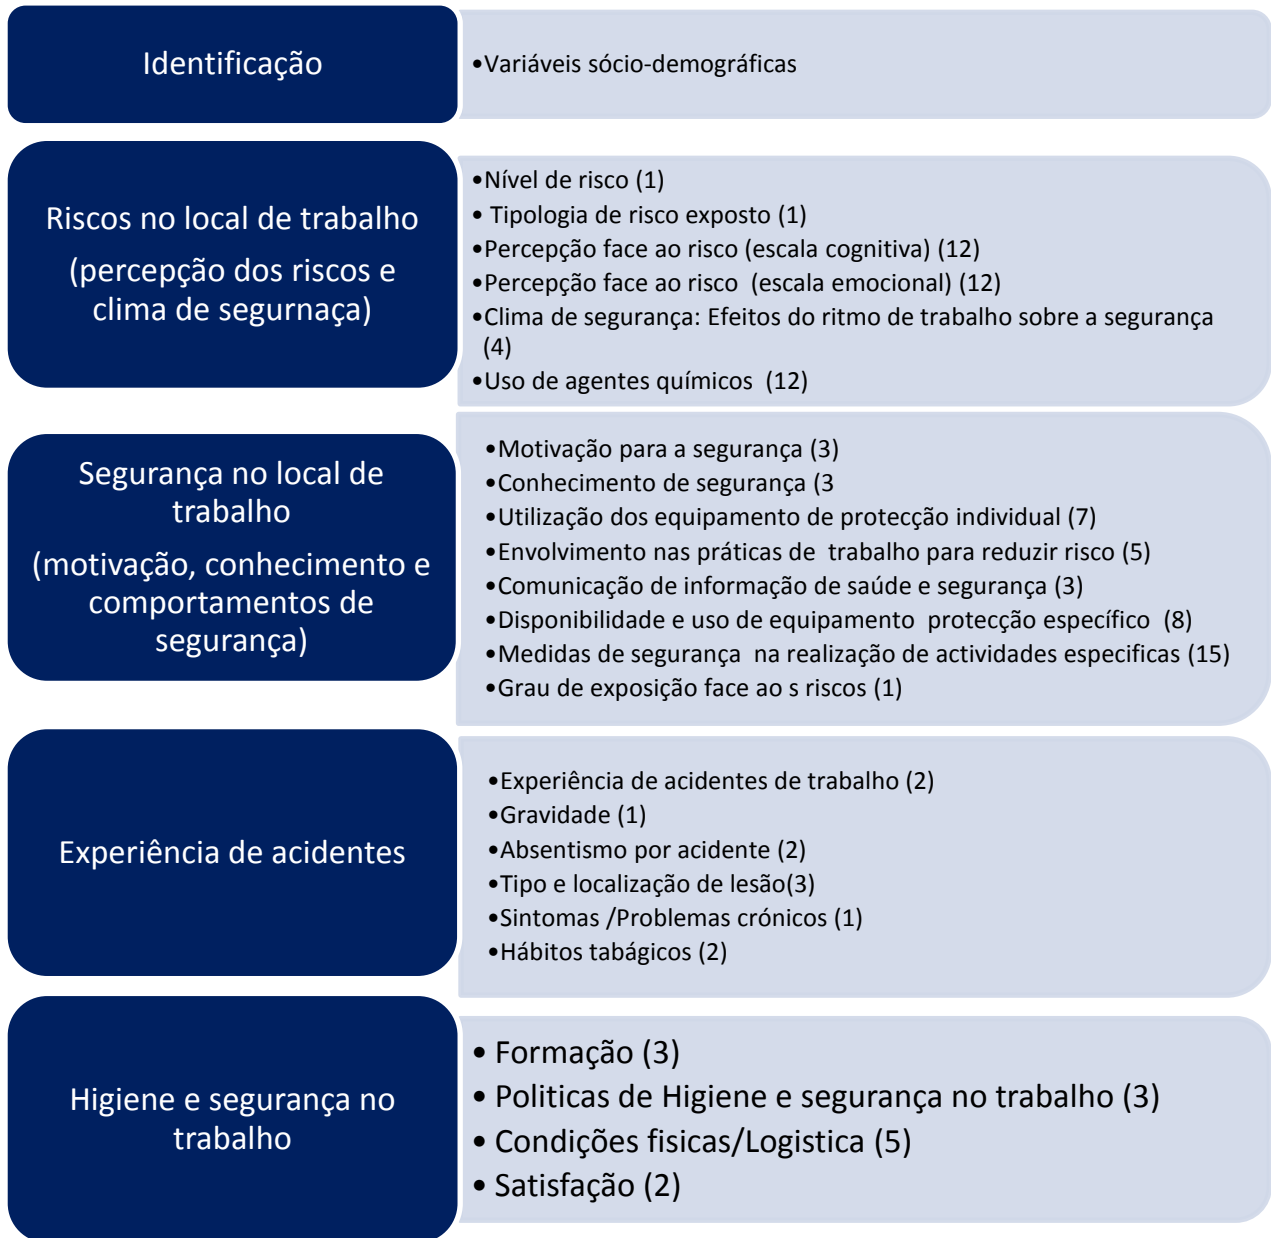 Identificação
•Variáveis sócio-demográficas
Riscos no local de trabalho
(percepção dos riscos e
clima de segurnaça)
•Nível de risco (1)
• Tipologia de risco exposto (1)
•Percepção face ao risco (escala cognitiva) (12)
•Percepção face ao risco (escala emocional) (12)
•Clima de segurança: Efeitos do ritmo de trabalho sobre a segurança
(4)
•Uso de agentes químicos (12)
Segurança no local de
trabalho
(motivação, conhecimento e
comportamentos de
segurança)
•Motivação para a segurança (3)
•Conhecimento de segurança (3
•Utilização dos equipamento de protecção individual (7)
•Envolvimento nas práticas de trabalho para reduzir risco (5)
•Comunicação de informação de saúde e segurança (3)
•Disponibilidade e uso de equipamento protecção específico (8)
•Medidas de segurança na realização de actividades especificas (15)
•Grau de exposição face ao s riscos (1)
Experiência de acidentes
•Experiência de acidentes de trabalho (2)
•Gravidade (1)
•Absentismo por acidente (2)
•Tipo e localização de lesão(3)
•Sintomas /Problemas crónicos (1)
•Hábitos tabágicos (2)
Higiene e segurança no
trabalho
• Formação (3)
• Politicas de Higiene e segurança no trabalho (3)
• Condições fisicas/Logistica (5)
• Satisfação (2)